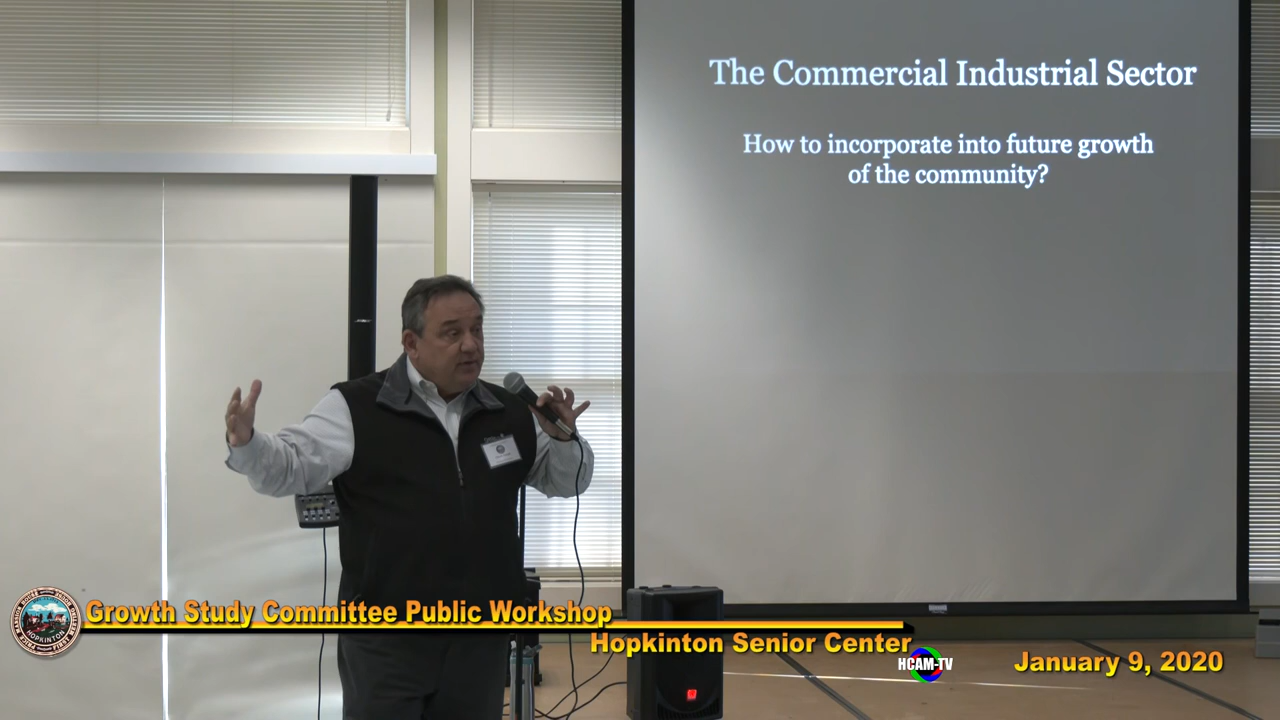 The Commercial Industrial Sector
How to incorporate into future growth
of the community?
Growth Study Committee Public Workshop
Hopkinton Senior Center
HCAM-TV
January 9, 2020
HOPKINTON